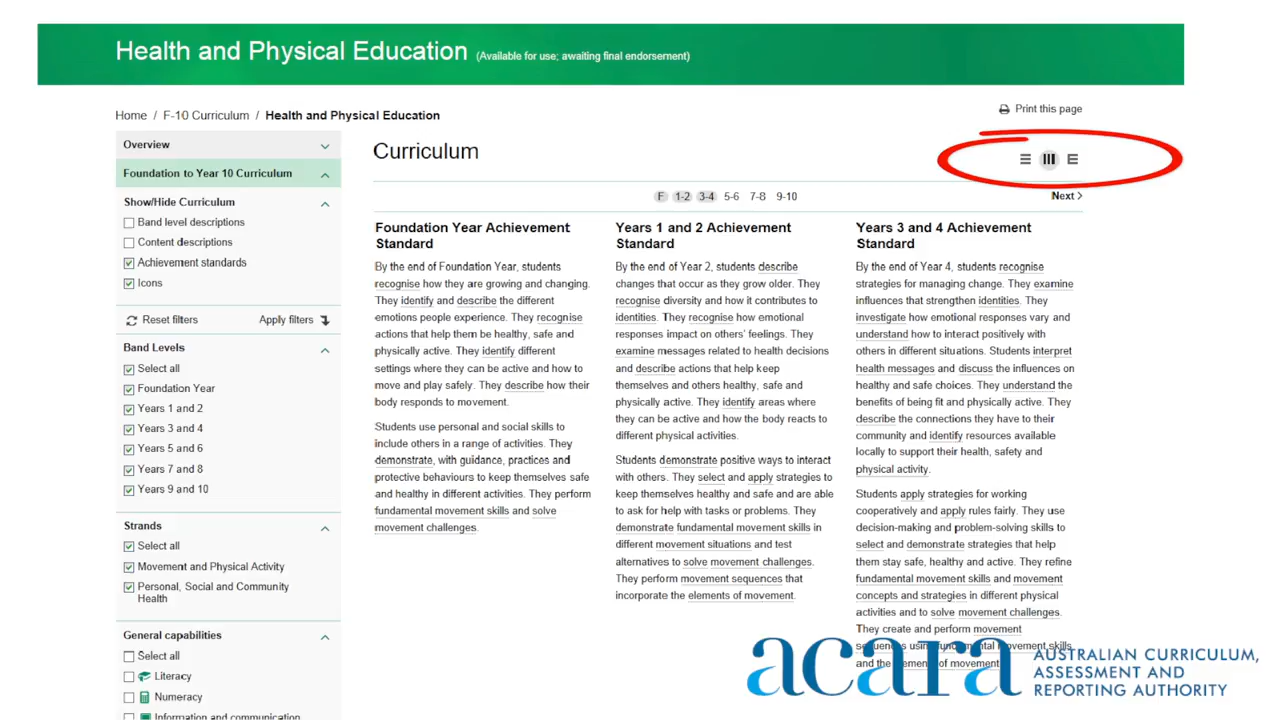 Health and Physical Education (Available for use; awaiting final endorsement)
Home / F-10 Curriculum / Health and Physical Education
Print this page
Overview
Foundation to Year 10 Curriculum
Show/Hide Curriculum
Band level descriptions
Content descriptions
Achievement standards
Icons
Reset filters Apply filters
Band Levels
Select all
Foundation Year
Years 1 and 2
Years 3 and 4
Years 5 and 6
Years 7 and 8
Years 9 and 10
Strands
Select all
Movement and Physical Activity
Personal, Social and Community
Health
General capabilities
Select all
Literacy
Numeracy
Information and communication
Curriculum
F 1-2 3-4 5-6 7-8 9-10
Next >
Foundation Year Achievement
Standard
By the end of Foundation Year, students
recognise how they are growing and changing.
They identify and describe the different
emotions people experience. They recognise
actions that help them be healthy, safe and
physically active. They identify different
settings where they can be active and how to
move and play safely. They describe how their
body responds to movement.
Students use personal and social skills to
include others in a range of activities. They
demonstrate, with guidance, practices and
protective behaviours to keep themselves safe
and healthy in different activities. They perform
fundamental movement skills and solve
movement challenges.
Years 1 and 2 Achievement
Standard
By the end of Year 2, students describe
changes that occur as they grow older. They
recognise diversity and how it contributes to
identities. They recognise how emotional
responses impact on others' feelings. They
examine messages related to health decisions
and describe actions that help keep
themselves and others healthy, safe and
physically active. They identify areas where
they can be active and how the body reacts to
different physical activities.
Students demonstrate positive ways to interact
with others. They select and apply strategies to
keep themselves healthy and safe and are able
to ask for help with tasks or problems. They
demonstrate fundamental movement skills in
different movement situations and test
alternatives to solve movement challenges.
They perform movement sequences that
incorporate the elements of movement.
Years 3 and 4 Achievement
Standard
By the end of Year 4, students recognise
strategies for managing change. They examine
influences that strengthen identities. They
investigate how emotional responses vary and
understand how to interact positively with
others in different situations. Students interpret
health messages and discuss the influences on
healthy and safe choices. They understand the
benefits of being fit and physically active. They
describe the connections they have to their
community and identify resources available
locally to support their health, safety and
physical activity.
Students apply strategies for working
cooperatively and apply rules fairly. They use
decision-making and problem-solving skills to
select and demonstrate strategies that help
them stay safe, healthy and active. They refine
fundamental movement skills and movement
concepts and strategies in different physical
activities and to solve movement challenges.
They create and perform movement
sequences using fundamental movement skills
and the elements of movement
acara
AUSTRALIAN CURRICULUM,
ASSESSMENT AND
REPORTING AUTHORITY